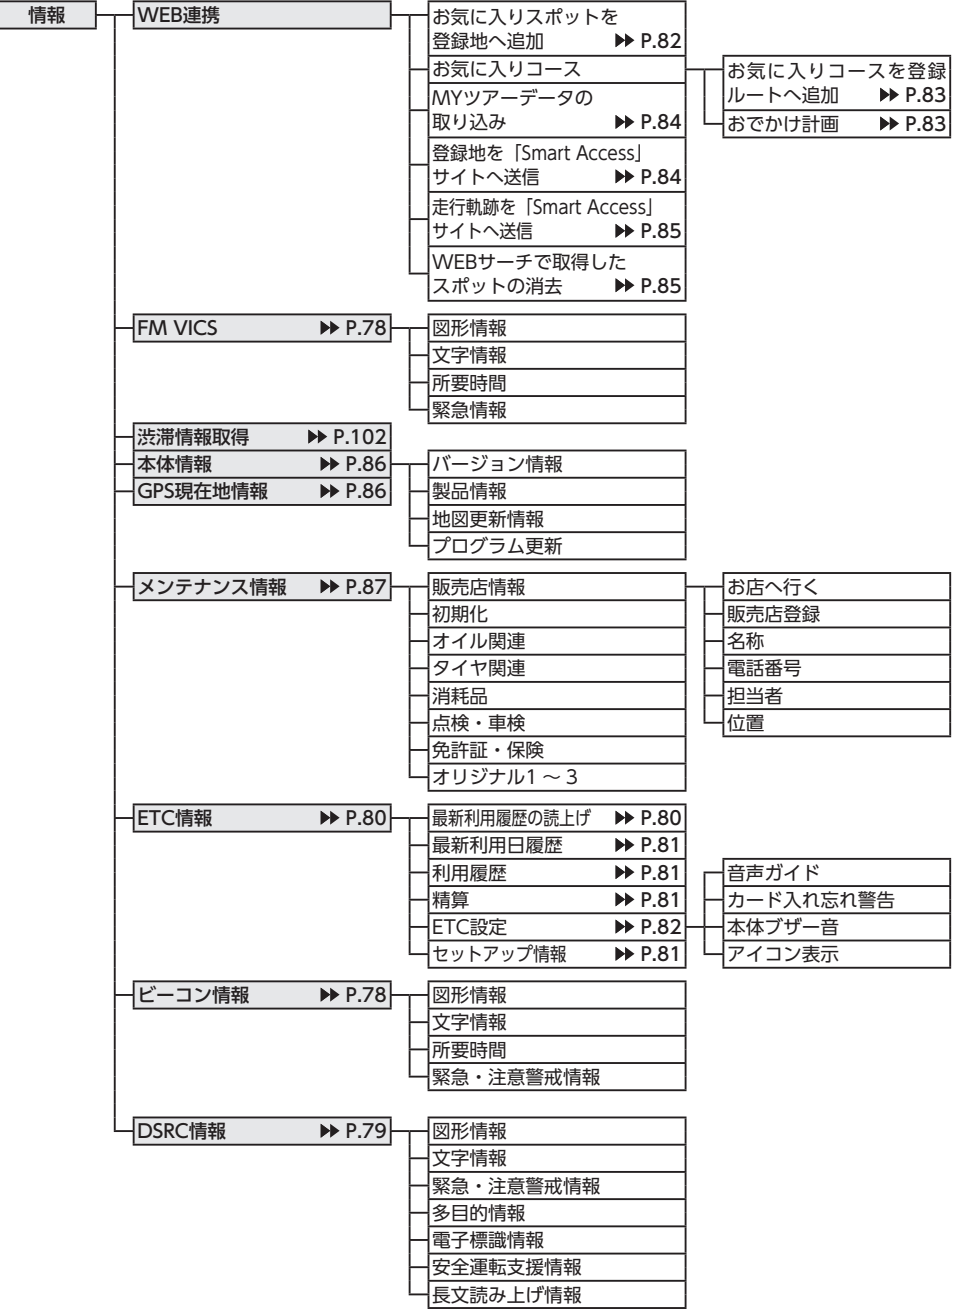 情報
WEB連携
お気に入りスポットを
登録地へ追加 ▶▶ P.82
お気に入りコース
お気に入りコースを登録
ルートへ追加 ▶▶ P.83
おでかけ計画 ▶▶ P.83
MYツアーデータの
取り込み ▶▶ P.84
登録地を「Smart Access」
サイトへ送信 ▶▶ P.84
走行軌跡を「Smart Access」
サイトへ送信 ▶▶ P.85
WEBサーチで取得した
スポットの消去 ▶▶ P.85
FM VICS ▶▶ P.78
図形情報
文字情報
所要時間
緊急情報
渋滞情報取得 ▶▶ P.102
本体情報 ▶▶ P.86
バージョン情報
製品情報
地図更新情報
プログラム更新
GPS現在地情報 ▶▶ P.86
メンテナンス情報 ▶▶ P.87
販売店情報
お店へ行く
販売店登録
名称
電話番号
担当者
位置
初期化
オイル関連
タイヤ関連
消耗品
点検・車検
免許証・保険
オリジナル1 〜 3
ETC情報 ▶▶ P.80
最新利用履歴の読上げ ▶▶ P.80
最新利用日履歴 ▶▶ P.81
利用履歴 ▶▶ P.81
精算 ▶▶ P.81
ETC設定 ▶▶ P.82
音声ガイド
カード入れ忘れ警告
本体ブザー音
アイコン表示
セットアップ情報 ▶▶ P.81
ビーコン情報 ▶▶ P.78
図形情報
文字情報
所要時間
緊急・注意警戒情報
DSRC情報 ▶▶ P.79
図形情報
文字情報
緊急・注意警戒情報
多目的情報
電子標識情報
安全運転支援情報
長文読み上げ情報